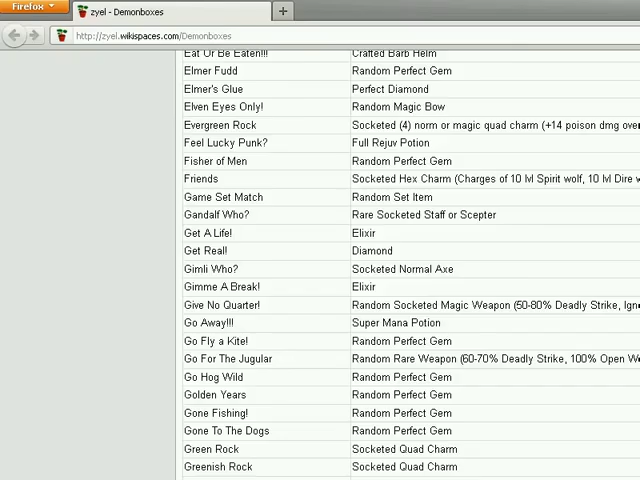 Firefox
zyel - Demonboxes
http://zyel.wikispaces.com/Demonboxes
Eat Or Be Eaten!!! Crafted Barb Helm
Elmer Fudd Random Perfect Gem
Elmer's Glue Perfect Diamond
Elven Eyes Only! Random Magic Bow
Evergreen Rock Socketed (4) norm or magic quad charm (+14 poison dmg over
Feel Lucky Punk? Full Rejuv Potion
Fisher of Men Random Perfect Gem
Friends Socketed Hex Charm (Charges of 10 lvl Spirit wolf, 10 lvl Dire w
Game Set Match Random Set Item
Gandalf Who? Rare Socketed Staff or Scepter
Get A Life! Elixir
Get Real! Diamond
Gimli Who? Socketed Normal Axe
Gimme A Break! Elixir
Give No Quarter! Random Socketed Magic Weapon (50-80% Deadly Strike, Ign
Go Away!!! Super Mana Potion
Go Fly a Kite! Random Perfect Gem
Go For The Jugular Random Rare Weapon (60-70% Deadly Strike, 100% Open W
Go Hog Wild Random Perfect Gem
Golden Years Random Perfect Gem
Gone Fishing! Random Perfect Gem
Gone To The Dogs Random Perfect Gem
Green Rock Socketed Quad Charm
Greenish Rock Socketed Quad Charm